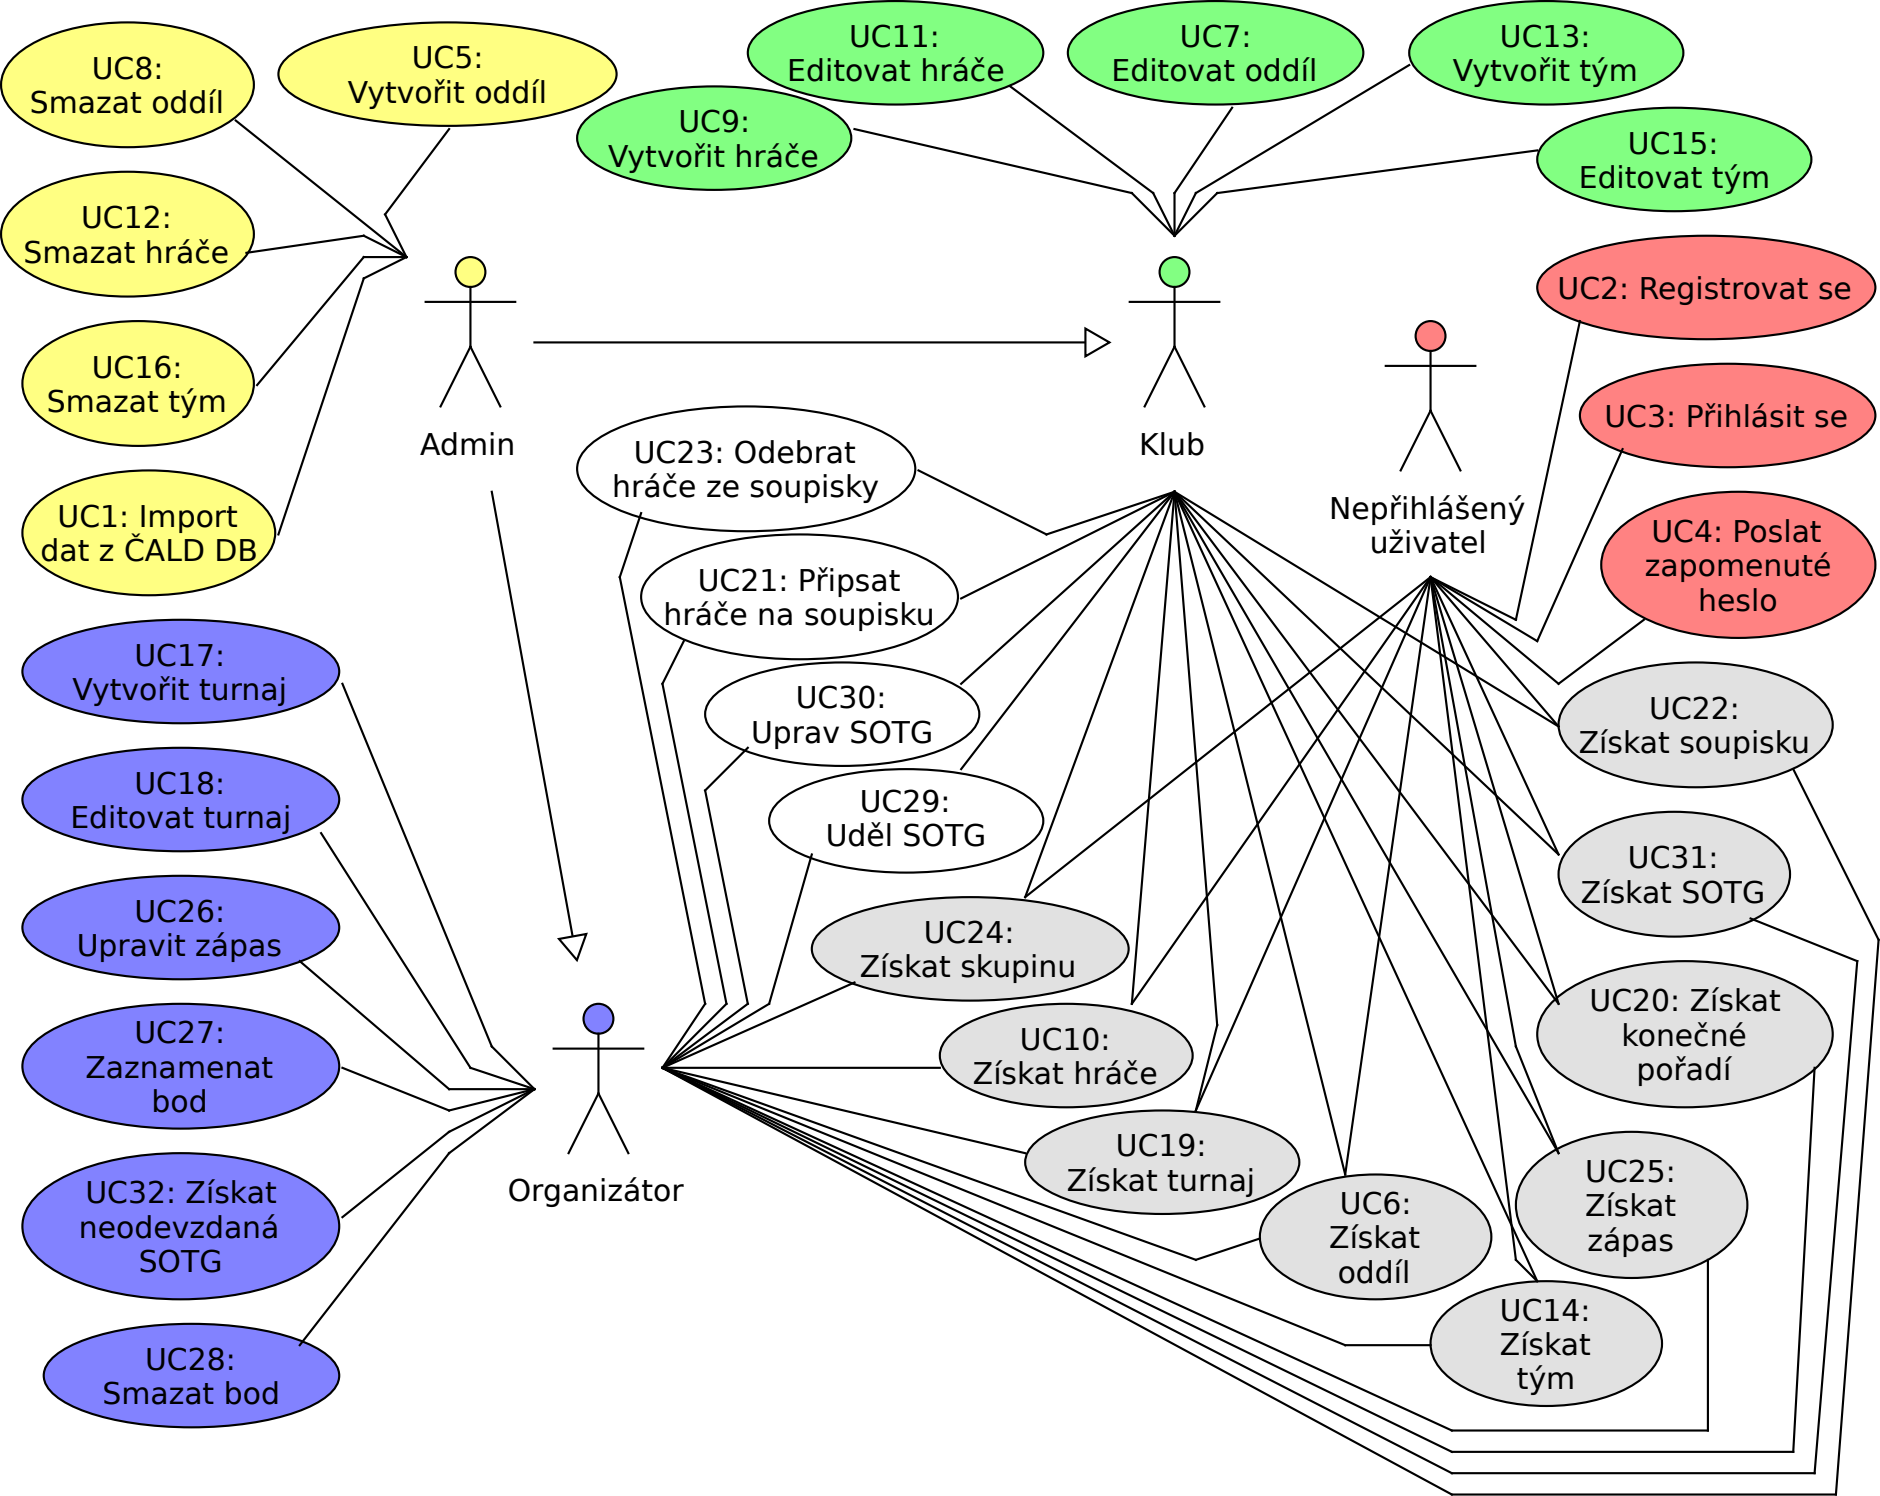 UC8:
Smazat oddíl
UC5:
Vytvořit oddíl
UC11:
Editovat hráče
UC7:
Editovat oddíl
UC13:
Vytvořit tým
UC9:
Vytvořit hráče
UC15:
Editovat tým
UC12:
Smazat hráče
UC2: Registrovat se
UC16:
Smazat tým
UC3: Přihlásit se
Admin
Klub
UC23: Odebrat
hráče ze soupisky
Nepřihlášený
uživatel
UC1: Import
dat z ČALD DB
UC4: Poslat
zapomenuté
heslo
UC21: Připsat
hráče na soupisku
UC17:
Vytvořit turnaj
UC30:
Uprav SOTG
UC22:
Získat soupisku
UC18:
Editovat turnaj
UC29:
Uděl SOTG
UC31:
Získat SOTG
UC26:
Upravit zápas
UC24:
Získat skupinu
UC20: Získat
konečné
pořadí
UC27:
Zaznamenat
bod
UC10:
Získat hráče
UC19:
Získat turnaj
Organizátor
UC32: Získat
neodevzdaná
SOTG
UC6:
Získat
oddíl
UC25:
Získat
zápas
UC14:
Získat
tým
UC28:
Smazat bod